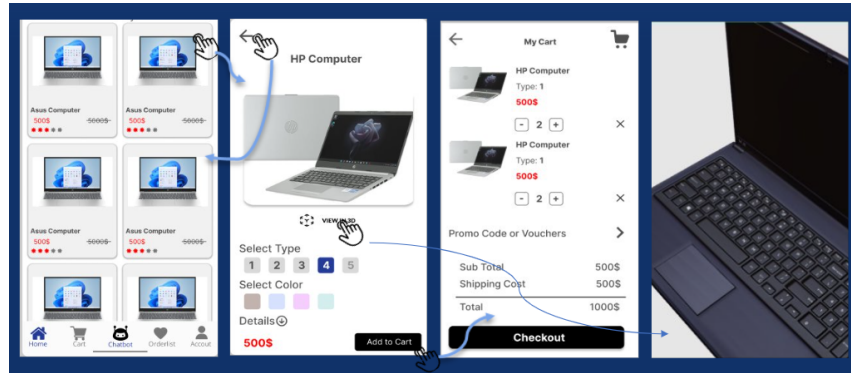 Asus Computer
500$ 5000$
Asus Computer
500$ 5000$
Asus Computer
500$ 5000$
Asus Computer
500$ 5000$
Home
Cart
Chatbot
Orderlist
Accout
HP Computer
VIEW IN 3D
Select Type
1 2 3 4 5
Select Color
Details
500$
Add to Cart
My Cart
HP Computer
Type: 1
500$
- 2 + ×
HP Computer
Type: 1
500$
- 2 + ×
Promo Code or Vouchers >
Sub Total 500$
Shipping Cost 500$
Total 1000$
Checkout